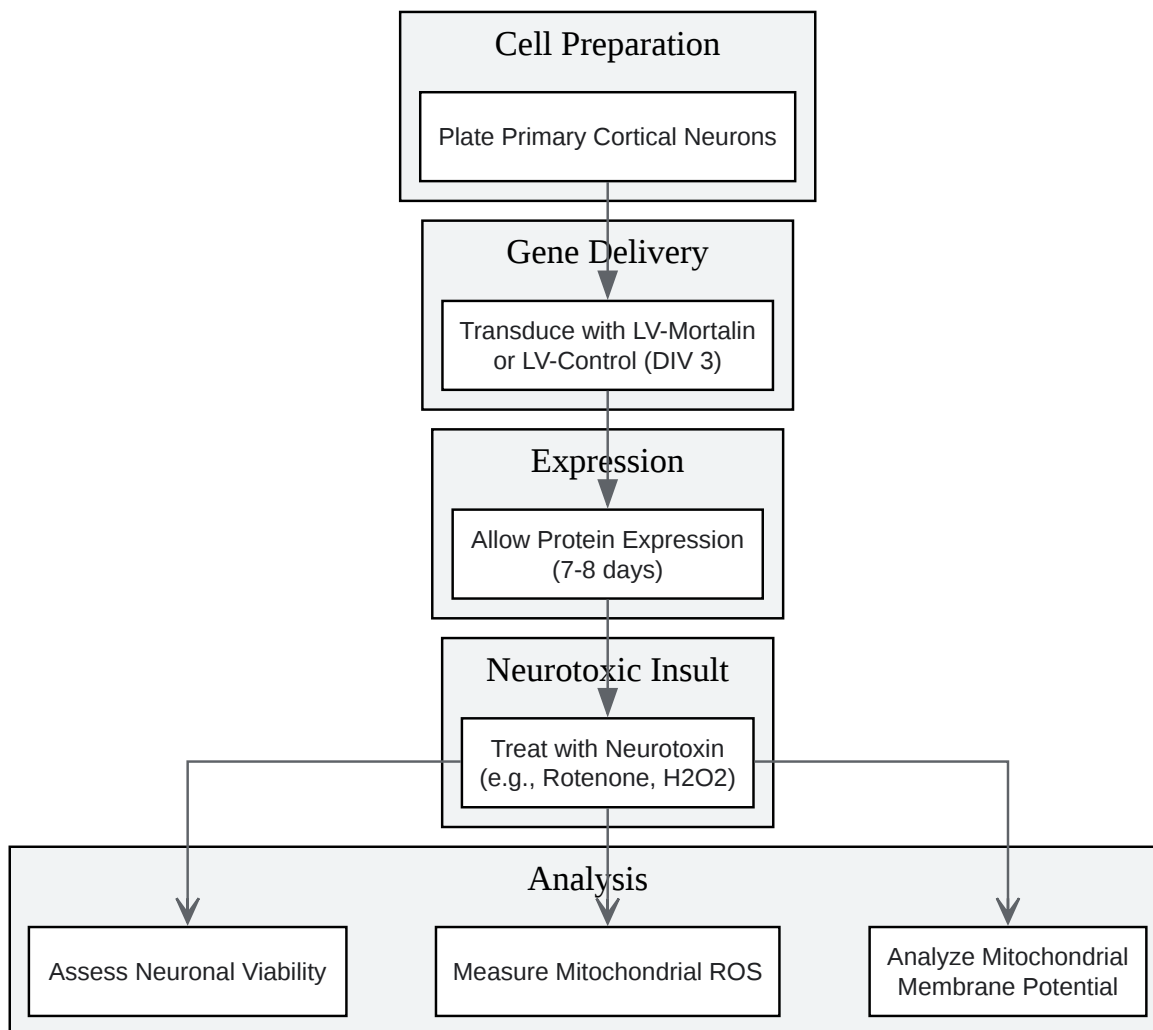 Cell Preparation
Plate Primary Cortical Neurons
Gene Delivery
Transduce with LV-Mortalin
or LV-Control (DIV 3)
Expression
Allow Protein Expression
(7-8 days)
Neurotoxic Insult
Treat with Neurotoxin
(e.g., Rotenone, H2O2)
Analysis
Assess Neuronal Viability
Measure Mitochondrial ROS
Analyze Mitochondrial
Membrane Potential